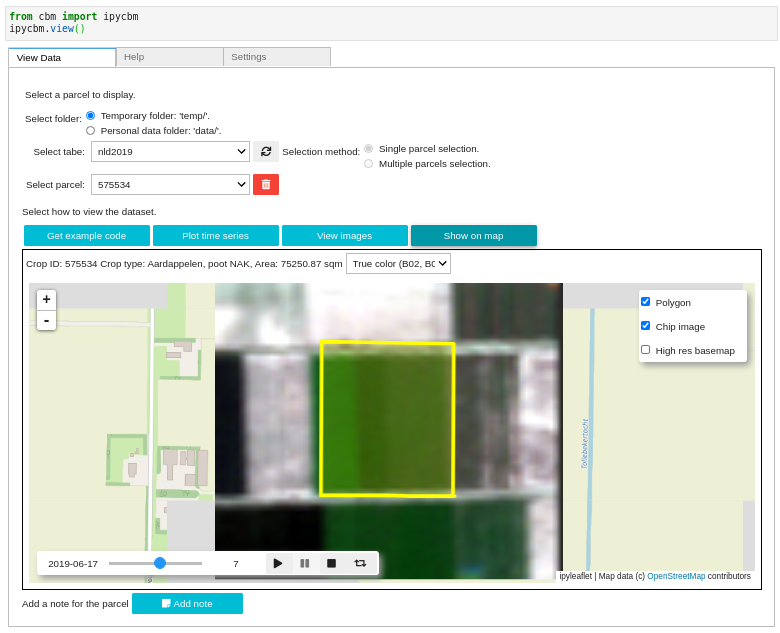 from cbm import ipycbm
ipycbm.view()
View Data
Help
Settings
Select a parcel to display.
Select folder:
Temporary folder: 'temp/'.
Personal data folder: 'data/'.
Select tabe:
nld2019
Selection method:
Single parcel selection.
Multiple parcels selection.
Select parcel:
575534
Select how to view the dataset.
Get example code
Plot time series
View images
Show on map
Crop ID: 575534 Crop type: Aardappelen, poot NAK, Area: 75250.87 sqm
True color (B02, B0
+
-
Polygon
Chip image
High res basemap
Tollebekertocht
2019-06-17
7
ipyleaflet | Map data (c) OpenStreetMap contributors
Add a note for the parcel
Add note